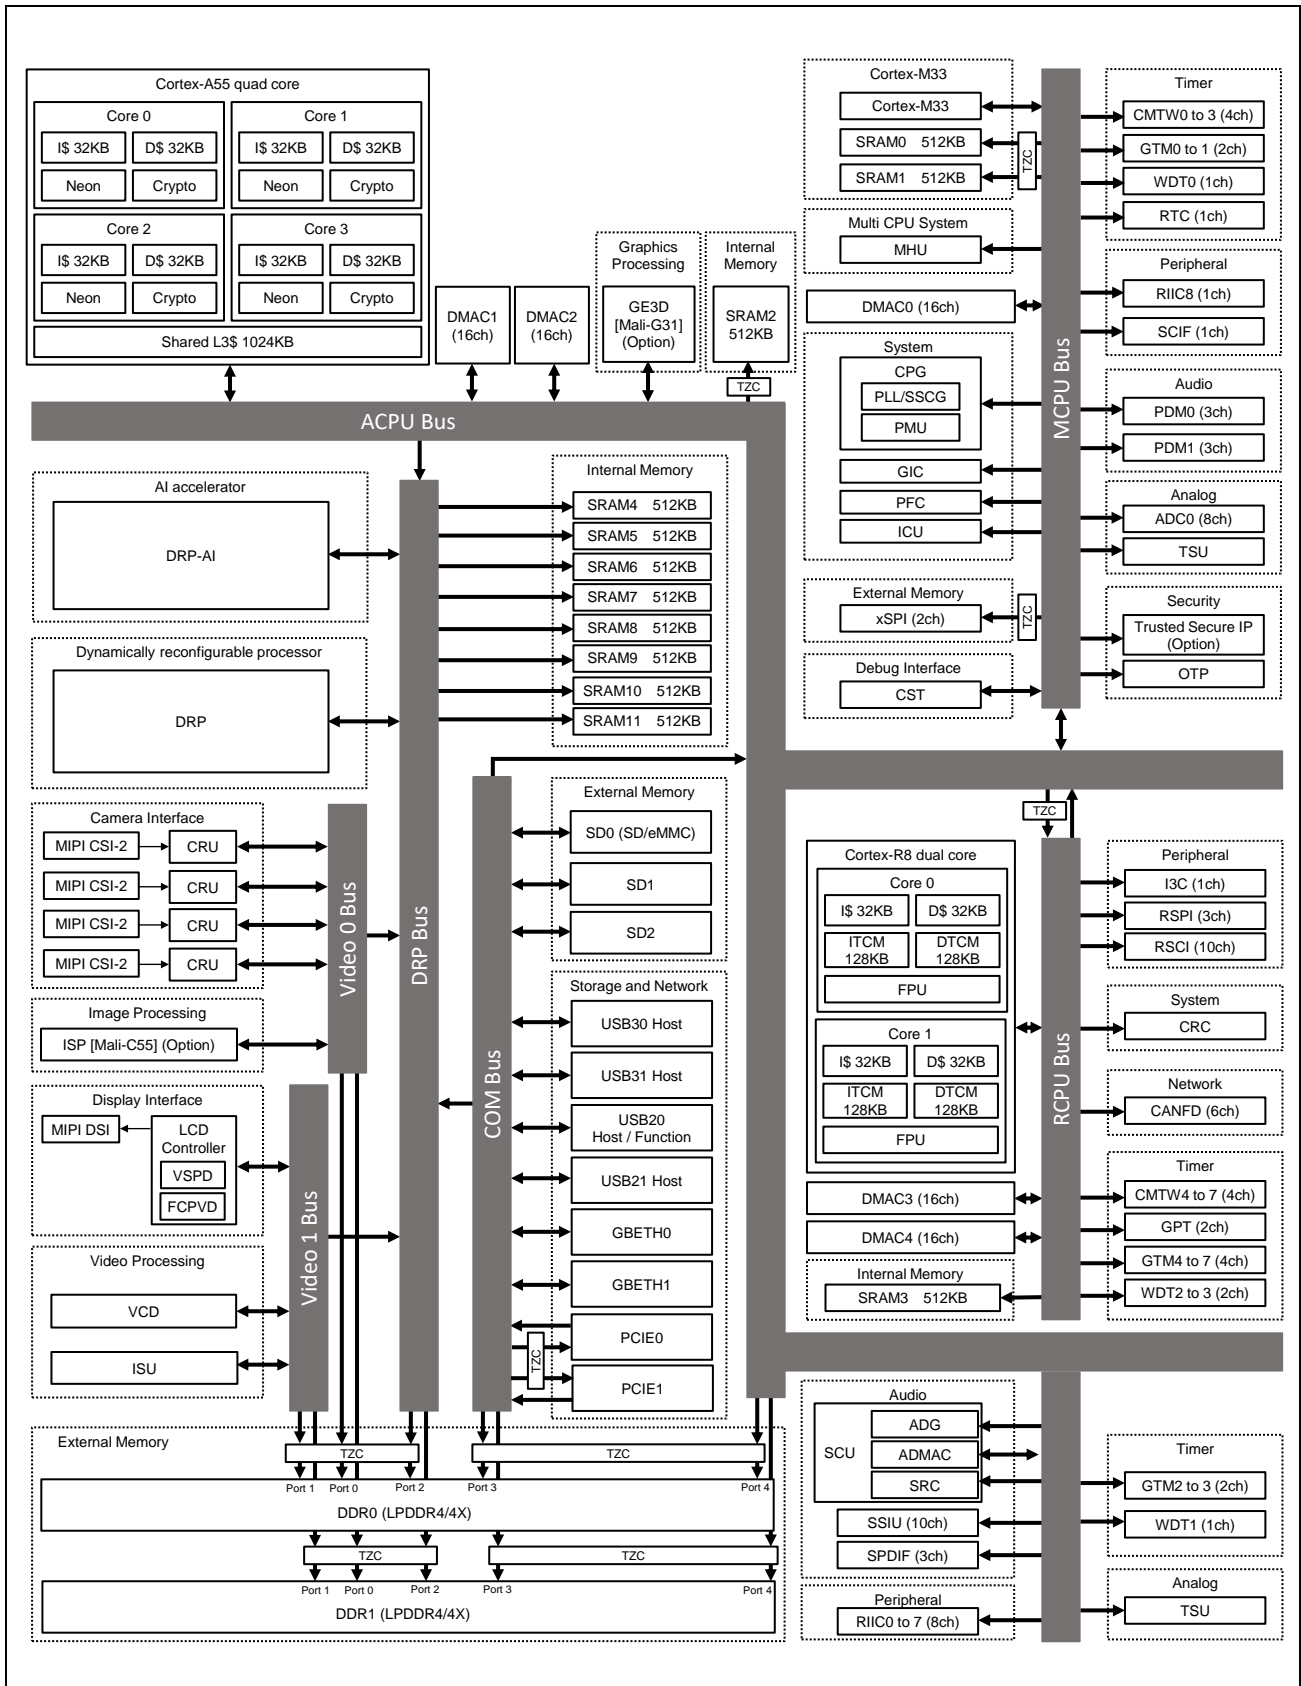 Cortex-A55 quad core
Core 0
I$ 32KB
D$ 32KB
Neon
Crypto
Core 1
I$ 32KB
D$ 32KB
Neon
Crypto
Core 2
I$ 32KB
D$ 32KB
Neon
Crypto
Core 3
I$ 32KB
D$ 32KB
Neon
Crypto
Shared L3$ 1024KB
DMAC1
(16ch)
DMAC2
(16ch)
Graphics
Processing
GE3D
[Mali-G31]
(Option)
Internal
Memory
SRAM2
512KB
TZC
ACPU Bus
AI accelerator
DRP-AI
Dynamically reconfigurable processor
DRP
DRP Bus
Internal Memory
SRAM4 512KB
SRAM5 512KB
SRAM6 512KB
SRAM7 512KB
SRAM8 512KB
SRAM9 512KB
SRAM10 512KB
SRAM11 512KB
Camera Interface
MIPI CSI-2
CRU
MIPI CSI-2
CRU
MIPI CSI-2
CRU
MIPI CSI-2
CRU
Image Processing
ISP [Mali-C55] (Option)
Video 0 Bus
Display Interface
MIPI DSI
LCD
Controller
VSPD
FCPVD
Video Processing
VCD
ISU
Video 1 Bus
COM Bus
External Memory
SD0 (SD/eMMC)
SD1
SD2
Storage and Network
USB30 Host
USB31 Host
USB20
Host / Function
USB21 Host
GBETH0
GBETH1
PCIE0
TZC
PCIE1
External Memory
TZC
TZC
Port 1
Port 0
Port 2
Port 3
Port 4
DDR0 (LPDDR4/4X)
TZC
TZC
Port 1
Port 0
Port 2
Port 3
Port 4
DDR1 (LPDDR4/4X)
Cortex-M33
Cortex-M33
SRAM0 512KB
SRAM1 512KB
TZC
Multi CPU System
MHU
DMAC0 (16ch)
System
CPG
PLL/SSCG
PMU
GIC
PFC
ICU
External Memory
xSPI (2ch)
TZC
Debug Interface
CST
MCPU Bus
Timer
CMTW0 to 3 (4ch)
GTM0 to 1 (2ch)
WDT0 (1ch)
RTC (1ch)
Peripheral
RIIC8 (1ch)
SCIF (1ch)
Audio
PDM0 (3ch)
PDM1 (3ch)
Analog
ADC0 (8ch)
TSU
Security
Trusted Secure IP
(Option)
OTP
TZC
Cortex-R8 dual core
Core 0
I$ 32KB
D$ 32KB
ITCM
128KB
DTCM
128KB
FPU
Core 1
I$ 32KB
D$ 32KB
ITCM
128KB
DTCM
128KB
FPU
DMAC3 (16ch)
DMAC4 (16ch)
Internal Memory
SRAM3 512KB
RCPU Bus
Peripheral
I3C (1ch)
RSPI (3ch)
RSCI (10ch)
System
CRC
Network
CANFD (6ch)
Timer
CMTW4 to 7 (4ch)
GPT (2ch)
GTM4 to 7 (4ch)
WDT2 to 3 (2ch)
Audio
SCU
ADG
ADMAC
SRC
SSIU (10ch)
SPDIF (3ch)
Peripheral
RIIC0 to 7 (8ch)
Timer
GTM2 to 3 (2ch)
WDT1 (1ch)
Analog
TSU